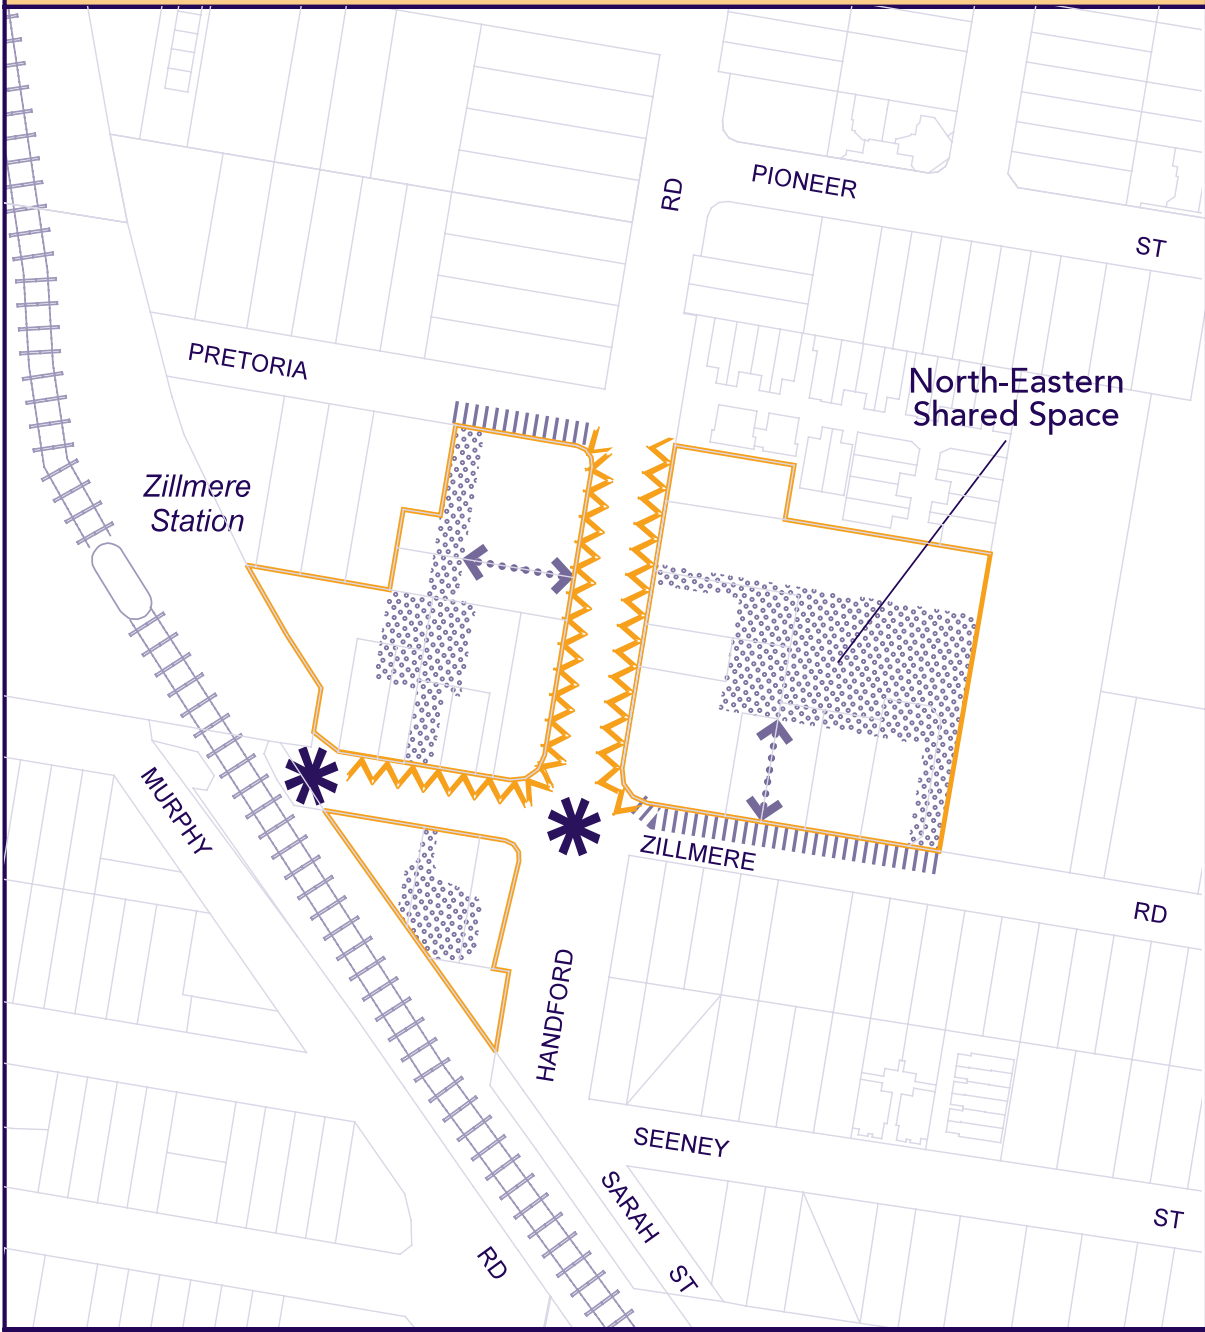 PIONEER
RD
ST
PRETORIA
North-Eastern
Shared Space
Zillmere
Station
MURPHY
ZILLMERE
RD
HANDFORD
SEENEY
SARAH
ST
RD
ST